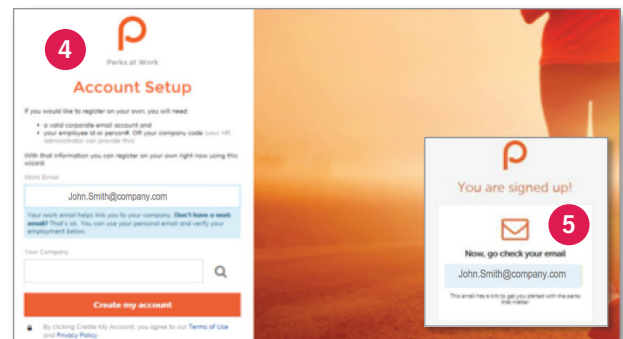 4
Perks at Work
Account Setup
If you would like to register on your own, you will need:
• a valid corporate email account and
• your employee id or person#, OR your company code (your HR
administrator can provide this)
With that information you can register on your own right now using this
wizard:
Work Email
John.Smith@company.com
Your work email helps link you to your company. Don't have a work
email? That's ok. You can use your personal email and verify your
employment below.
Your Company
Create my account
By clicking Create My Account, you agree to our Terms of Use
and Privacy Policy.
You are signed up!
5
Now, go check your email
John.Smith@company.com
This email has a link to get you started with the perks
that matter